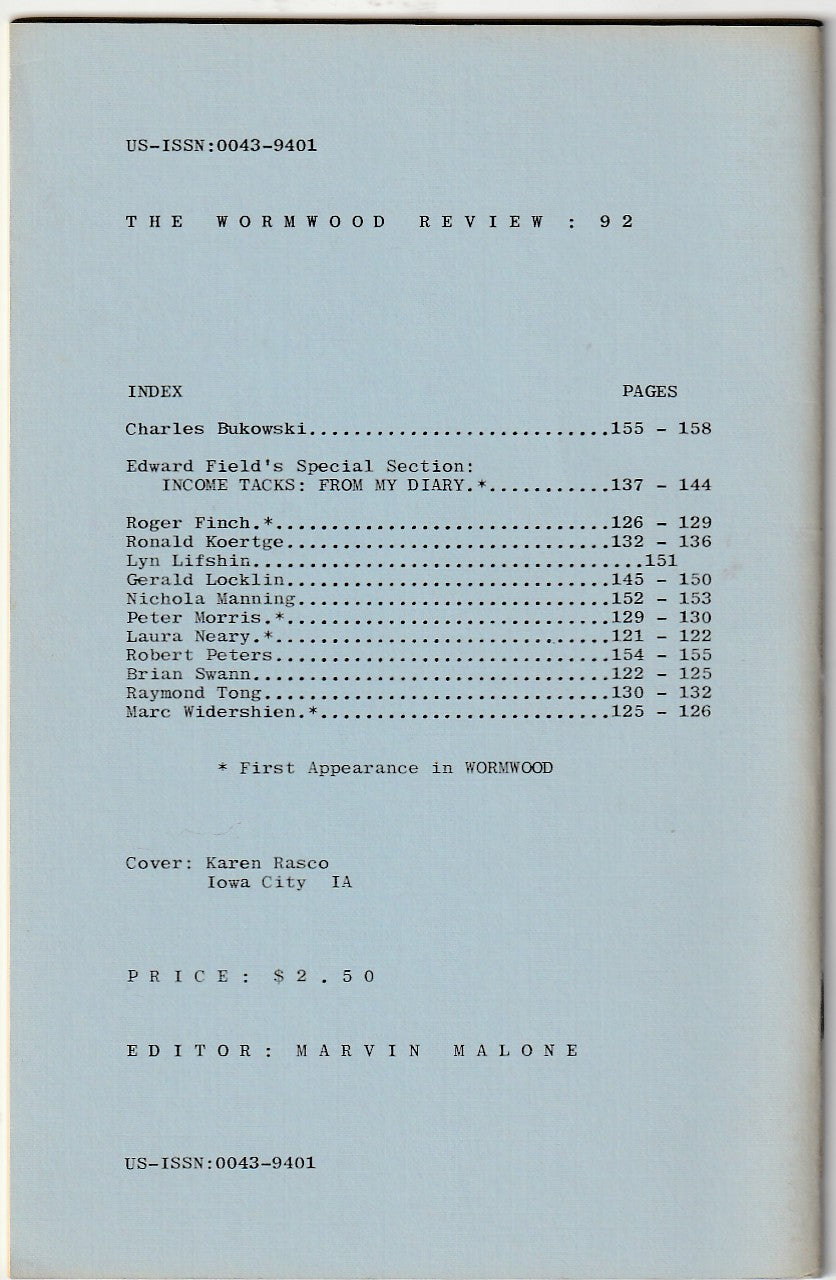 US-ISSN:0043-9401
THE WORMWOOD REVIEW : 92
INDEX PAGES
Charles Bukowski...........................155 - 158
Edward Field's Special Section:
INCOME TACKS: FROM MY DIARY.*...........137 - 144
Roger Finch.*..............................126 - 129
Ronald Koertge.............................132 - 136
Lyn Lifshin...................................151
Gerald Locklin.............................145 - 150
Nichola Manning............................152 - 153
Peter Morris.*.............................129 - 130
Laura Neary.*..............................121 - 122
Robert Peters..............................154 - 155
Brian Swann................................122 - 125
Raymond Tong...............................130 - 132
Marc Widershien.*..........................125 - 126
* First Appearance in WORMWOOD
Cover: Karen Rasco
Iowa City IA
PRICE: $2.50
EDITOR: MARVIN MALONE
US-ISSN:0043-9401